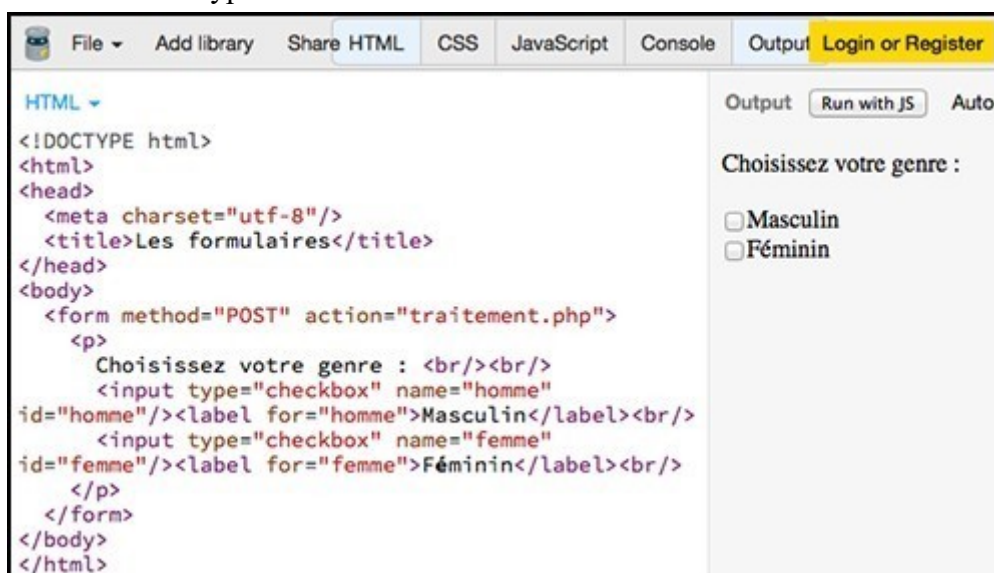 File Add library Share HTML CSS JavaScript Console Output Login or Register
HTML
Output Run with JS Auto
<!DOCTYPE html>
<html>
<head>
<meta charset="utf-8"/>
<title>Les formulaires</title>
</head>
<body>
<form method="POST" action="traitement.php">
<p>
Choisissez votre genre : <br/><br/>
<input type="checkbox" name="homme"
id="homme"/><label for="homme">Masculin</label><br/>
<input type="checkbox" name="femme"
id="femme"/><label for="femme">Féminin</label><br/>
</p>
</form>
</body>
</html>
Choisissez votre genre :
Masculin
Féminin